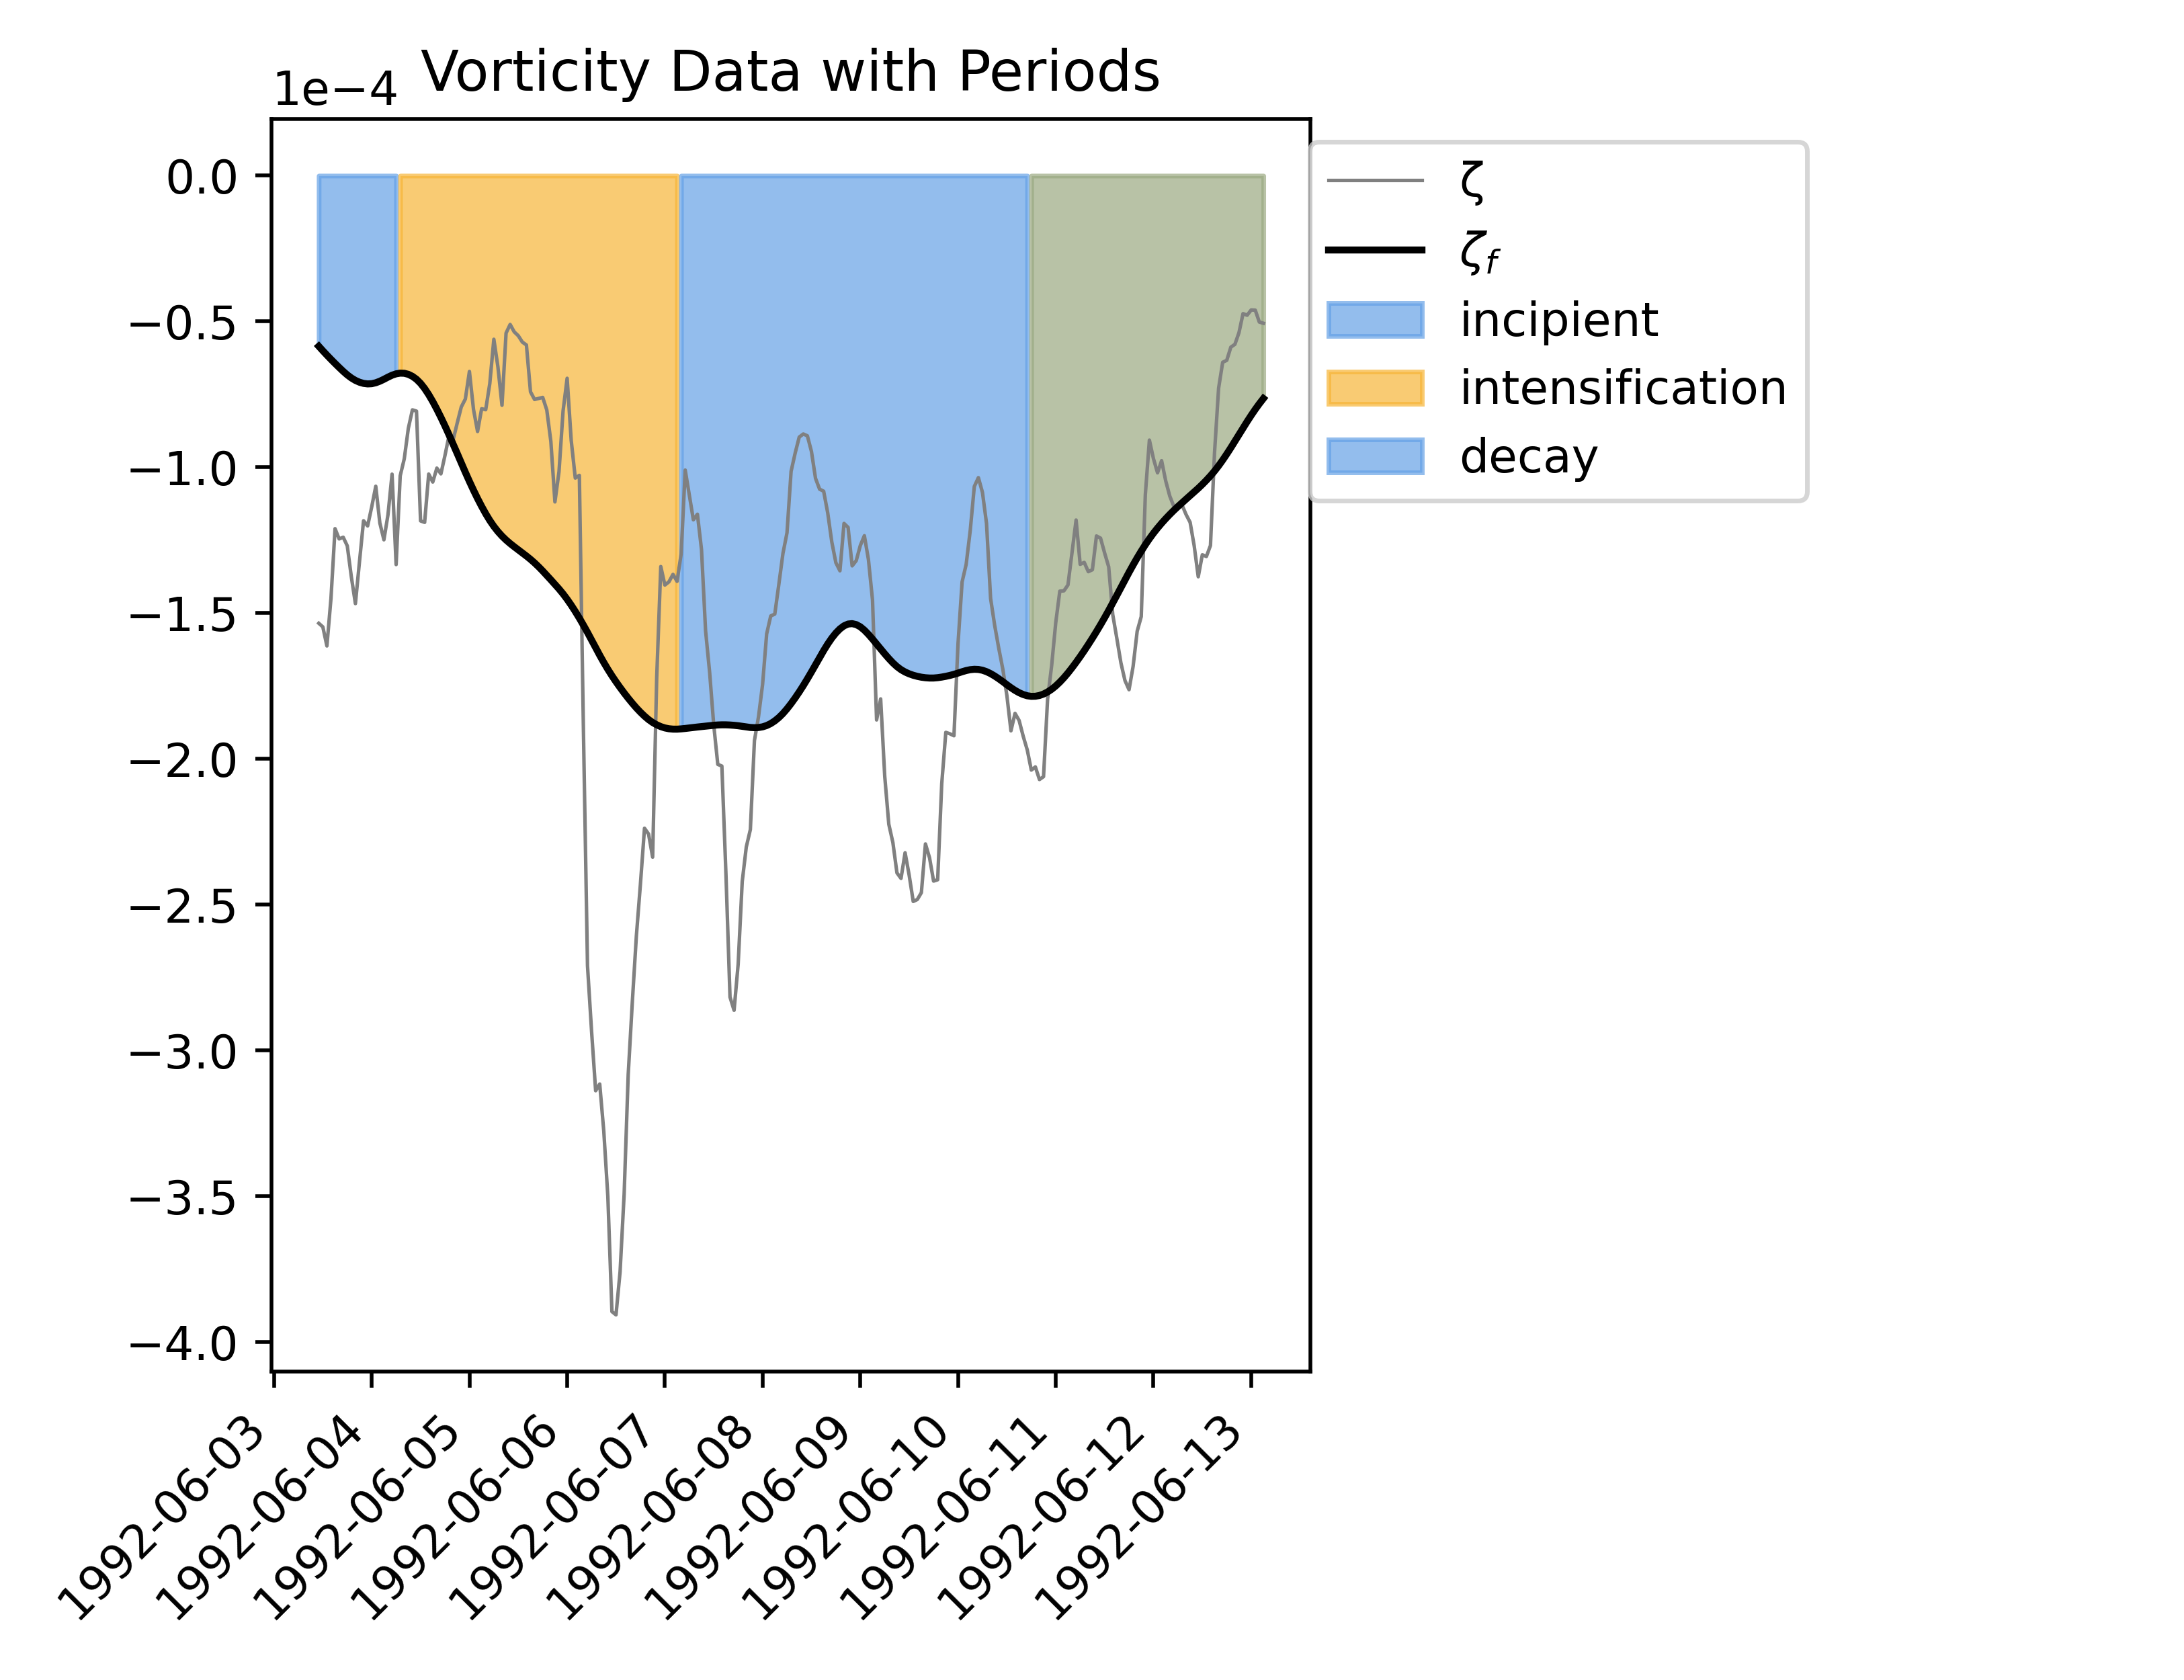 Vorticity Data with Periods
1e−4
0.0
−0.5
−1.0
−1.5
−2.0
−2.5
−3.0
−3.5
−4.0
1992-06-03
1992-06-04
1992-06-05
1992-06-06
1992-06-07
1992-06-08
1992-06-09
1992-06-10
1992-06-11
1992-06-12
1992-06-13
ζ
ζf
incipient
intensification
decay